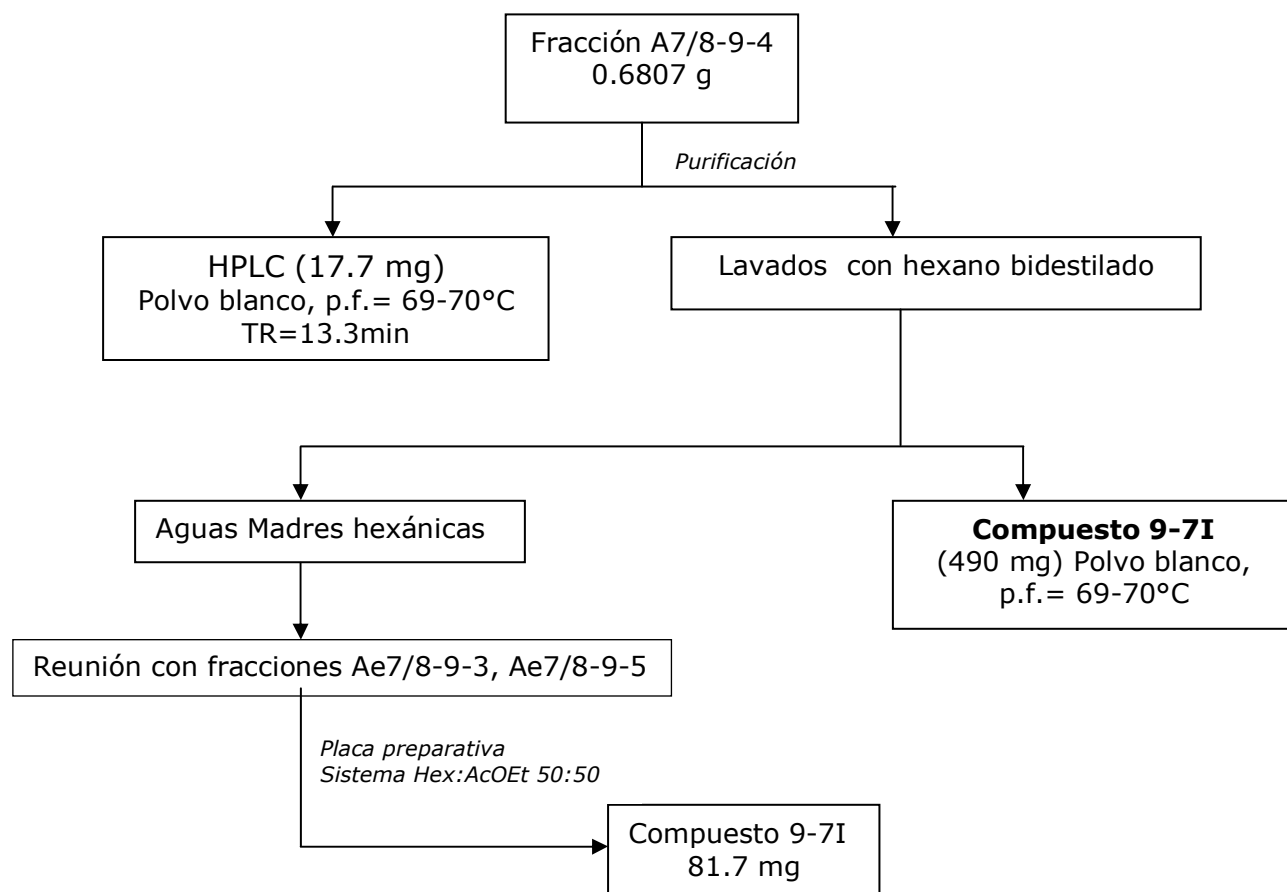 Fracción A7/8-9-4
0.6807 g
Purificación
HPLC (17.7 mg)
Polvo blanco, p.f.= 69-70°C
TR=13.3min
Lavados con hexano bidestilado
Aguas Madres hexánicas
Compuesto 9-7I
(490 mg) Polvo blanco,
p.f.= 69-70°C
Reunión con fracciones Ae7/8-9-3, Ae7/8-9-5
Placa preparativa
Sistema Hex:AcOEt 50:50
Compuesto 9-7I
81.7 mg